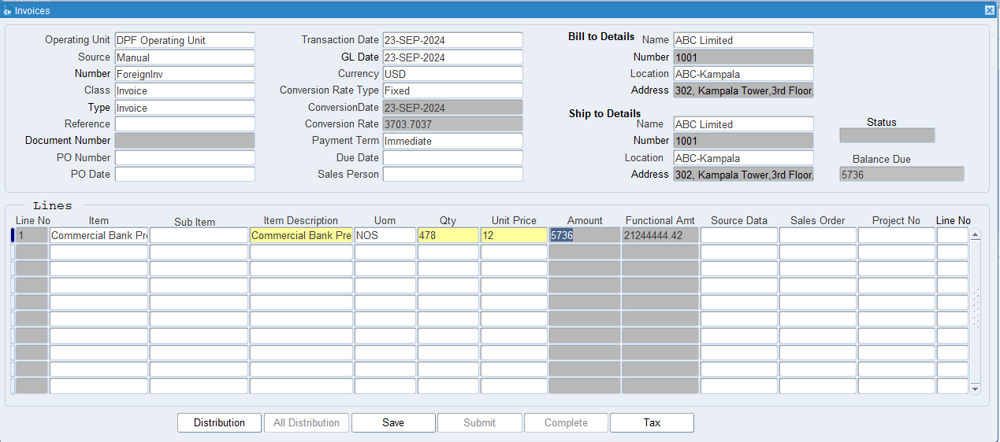 Invoices
Operating Unit DPF Operating Unit Transaction Date 23-SEP-2024 Bill to Details Name ABC Limited
Source Manual GL Date 23-SEP-2024 Number 1001
Number ForeignInv Currency USD Location ABC-Kampala
Class Invoice Conversion Rate Type Fixed Address 302, Kampala Tower,3rd Floor,
Type Invoice ConversionDate 23-SEP-2024 Ship to Details
Reference Conversion Rate 3703.7037 Name ABC Limited Status
Document Number Payment Term Immediate Number 1001
PO Number Due Date Location ABC-Kampala Balance Due
PO Date Sales Person Address 302, Kampala Tower,3rd Floor, 5736
Lines
Line No Item Sub Item Item Description Uom Qty Unit Price Amount Functional Amt Source Data Sales Order Project No Line No
1 Commercial Bank Pr Commercial Bank Pre NOS 478 12 5736 21244444.42
Distribution All Distribution Save Submit Complete Tax